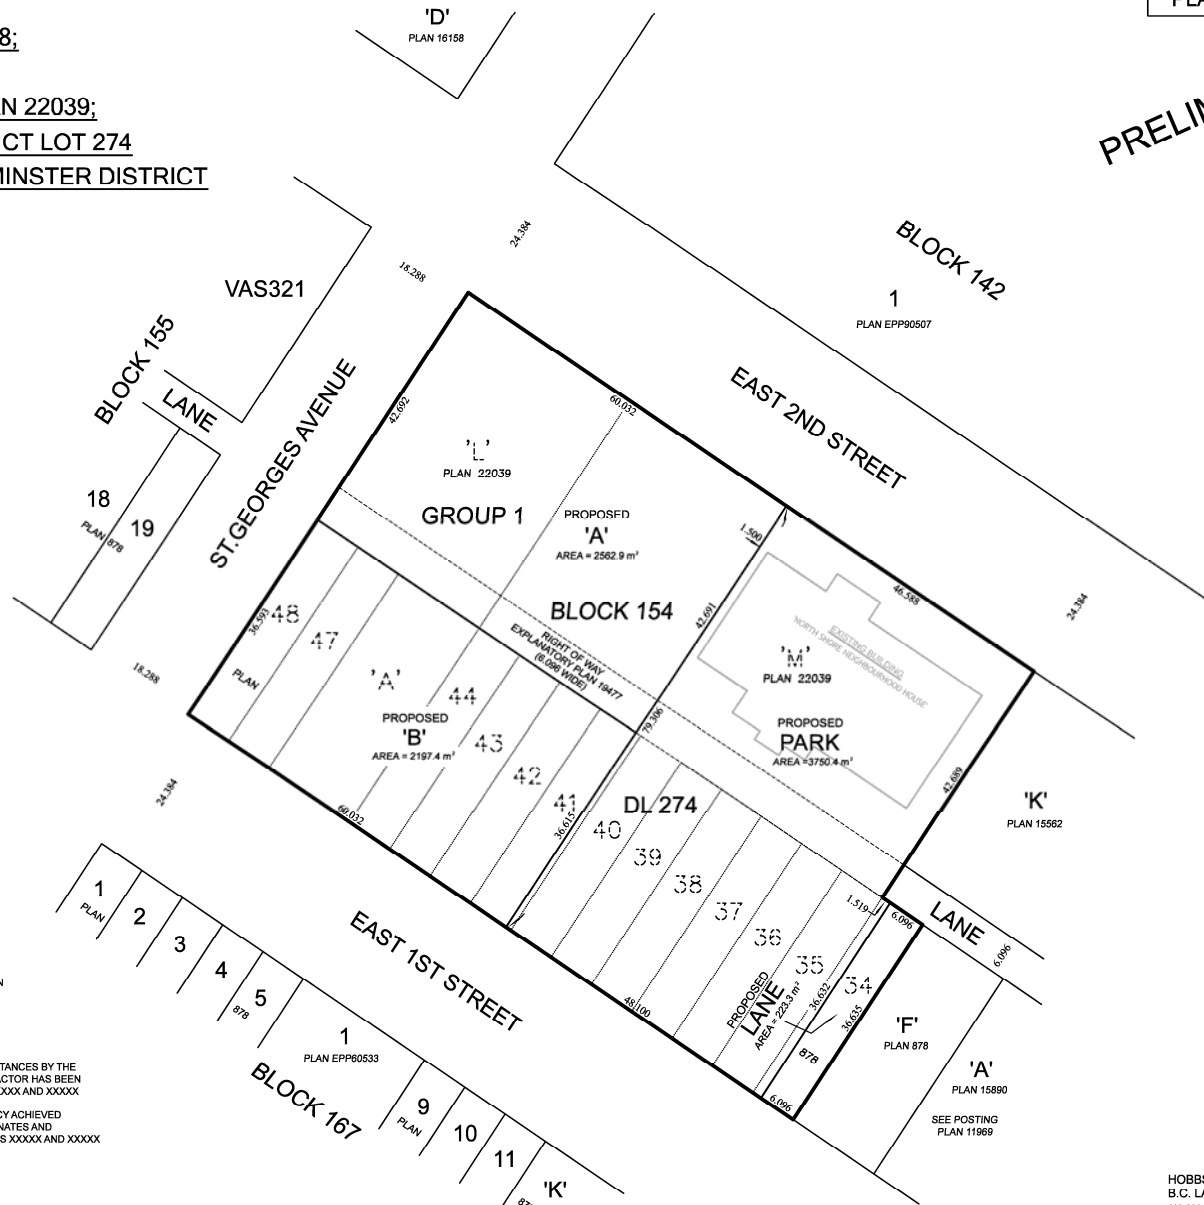 8;
N 22039;
CT LOT 274
MINSTER DISTRICT
'D'
PLAN 16158
PLA
PRELIM
24.384
18.288
VAS321
BLOCK 155
LANE
ST.GEORGES AVENUE
18
19
PLAN 878
BLOCK 142
1
PLAN EPP90507
EAST 2ND STREET
42.692
60.032
'L'
PLAN 22039
GROUP 1
PROPOSED
'A'
AREA = 2562.9 m²
1.500
46.588
24.384
BLOCK 154
42.691
EXISTING BUILDING
'NORTH SHORE NEIGHBOURHOOD HOUSE'
'M'
PLAN 22039
PROPOSED
PARK
AREA =3750.4 m²
42.689
RIGHT OF WAY
EXPLANATORY PLAN 19477
(6.096 WIDE)
79.306
36.593
48
47
PLAN
'A'
44
43
42
41
PROPOSED
'B'
AREA = 2197.4 m²
18.288
24.384
60.032
36.615
DL 274
40
39
38
37
36
35
34
'K'
PLAN 15562
1.519
6.096
LANE
6.096
PROPOSED
LANE
AREA = 223.3 m²
36.632
36.635
878
48.100
6.096
'F'
PLAN 878
'A'
PLAN 15890
SEE POSTING
PLAN 11969
1
PLAN
2
3
4
5
878
EAST 1ST STREET
1
PLAN EPP60533
BLOCK 167
9
PLAN
10
11
'K'
87
N
TANCES BY THE
ACTOR HAS BEEN
XXX AND XXXXX
CY ACHIEVED
NATES AND
S XXXXX AND XXXXX
HOBBS
B.C. LA